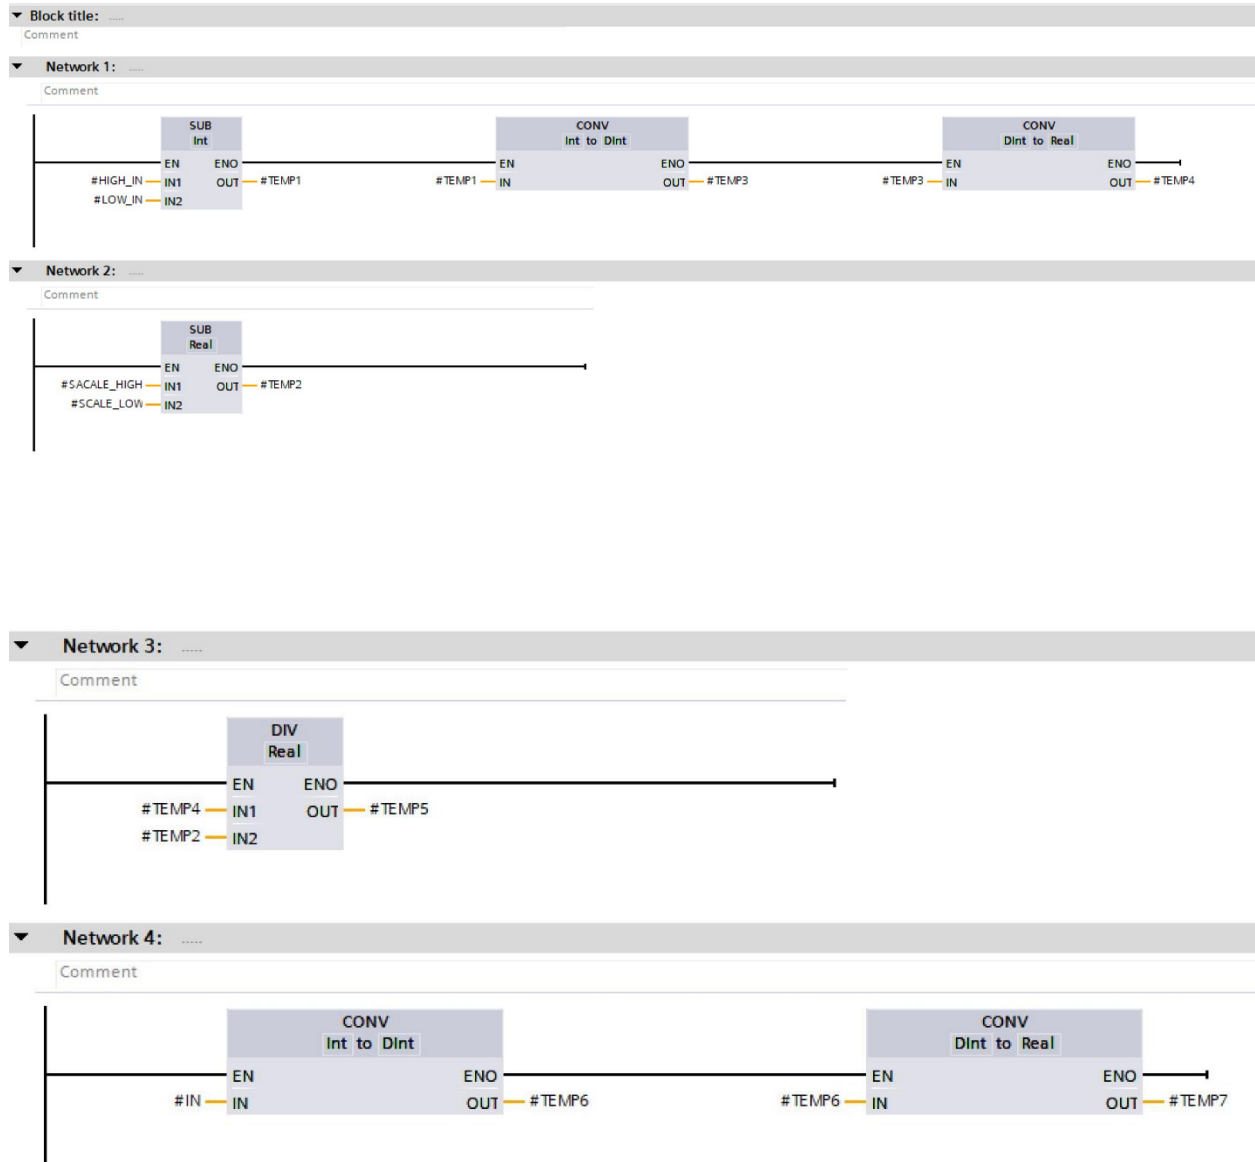 Block title: .....
Comment
Network 1: .....
Comment
SUB CONV CONV
Int Int to DInt DInt to Real
EN ENO EN ENO EN ENO
#HIGH_IN IN1 OUT #TEMP1 #TEMP1 IN OUT #TEMP3 #TEMP3 IN OUT #TEMP4
#LOW_IN IN2
Network 2: .....
Comment
SUB
Real
EN ENO
#SACALE_HIGH IN1 OUT #TEMP2
#SCALE_LOW IN2
Network 3: .....
Comment
DIV
Real
EN ENO
#TEMP4 IN1 OUT #TEMP5
#TEMP2 IN2
Network 4: .....
Comment
CONV CONV
Int to DInt DInt to Real
EN ENO EN ENO
#IN IN OUT #TEMP6 #TEMP6 IN OUT #TEMP7